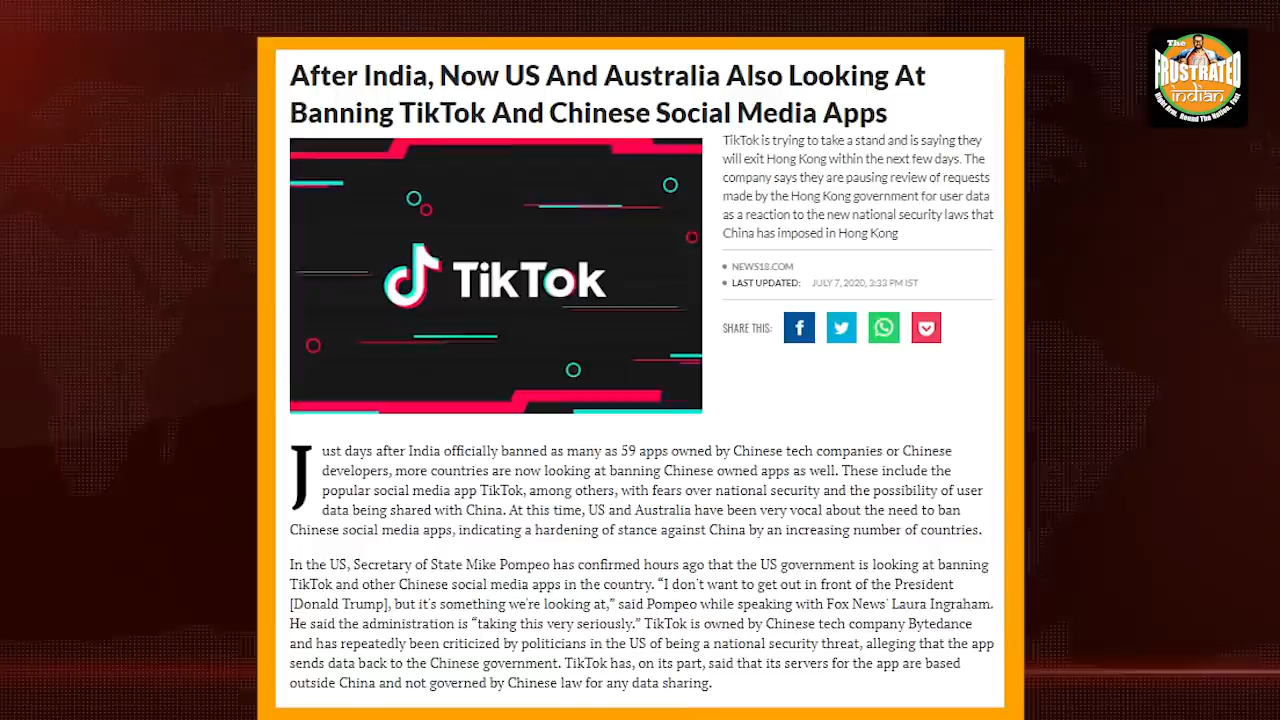 After India, Now US And Australia Also Looking At
Banning TikTok And Chinese Social Media Apps
TikTok
TikTok is trying to take a stand and is saying they
will exit Hong Kong within the next few days. The
company says they are pausing review of requests
made by the Hong Kong government for user data
as a reaction to the new national security laws that
China has imposed in Hong Kong
NEWS18.COM
LAST UPDATED: JULY 7, 2020, 3:33 PM IST
SHARE THIS:
Just days after India officially banned as many as 59 apps owned by Chinese tech companies or Chinese
developers, more countries are now looking at banning Chinese owned apps as well. These include the
popular social media app TikTok, among others, with fears over national security and the possibility of user
data being shared with China. At this time, US and Australia have been very vocal about the need to ban
Chinese social media apps, indicating a hardening of stance against China by an increasing number of countries.
In the US, Secretary of State Mike Pompeo has confirmed hours ago that the US government is looking at banning
TikTok and other Chinese social media apps in the country. “I don't want to get out in front of the President
[Donald Trump], but it's something we're looking at,” said Pompeo while speaking with Fox News' Laura Ingraham.
He said the administration is “taking this very seriously.” TikTok is owned by Chinese tech company Bytedance
and has repeatedly been criticized by politicians in the US of being a national security threat, alleging that the app
sends data back to the Chinese government. TikTok has, on its part, said that its servers for the app are based
outside China and not governed by Chinese law for any data sharing.
The
FRUSTRATED
indian
Right Arm, Round The Nation, Fast